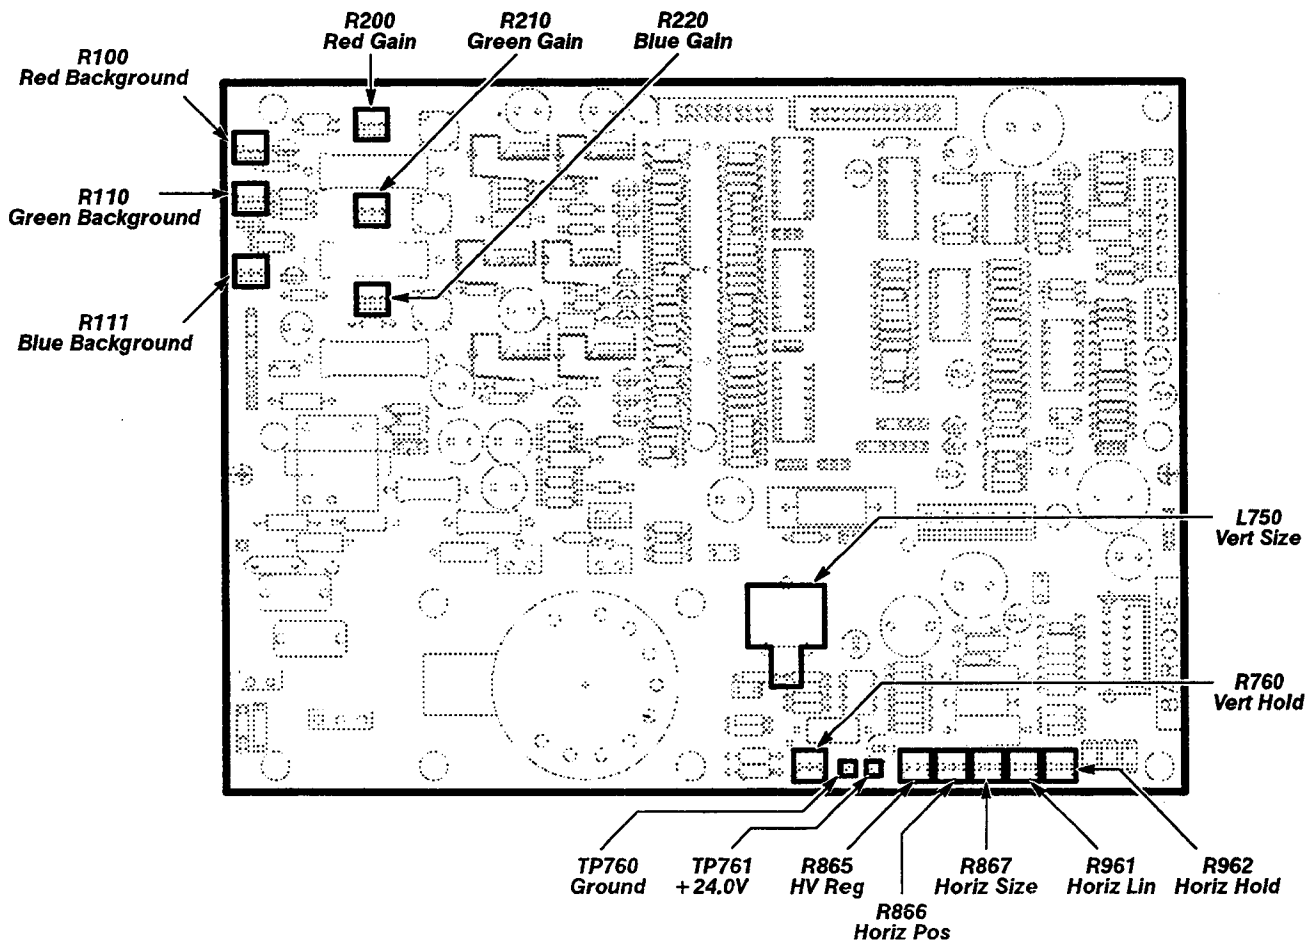 R200
Red Gain
R210
Green Gain
R220
Blue Gain
R100
Red Background
R110
Green Background
R111
Blue Background
L750
Vert Size
R760
Vert Hold
TP760
Ground
TP761
+24.0V
R865
HV Reg
R866
Horiz Pos
R867
Horiz Size
R961
Horiz Lin
R962
Horiz Hold